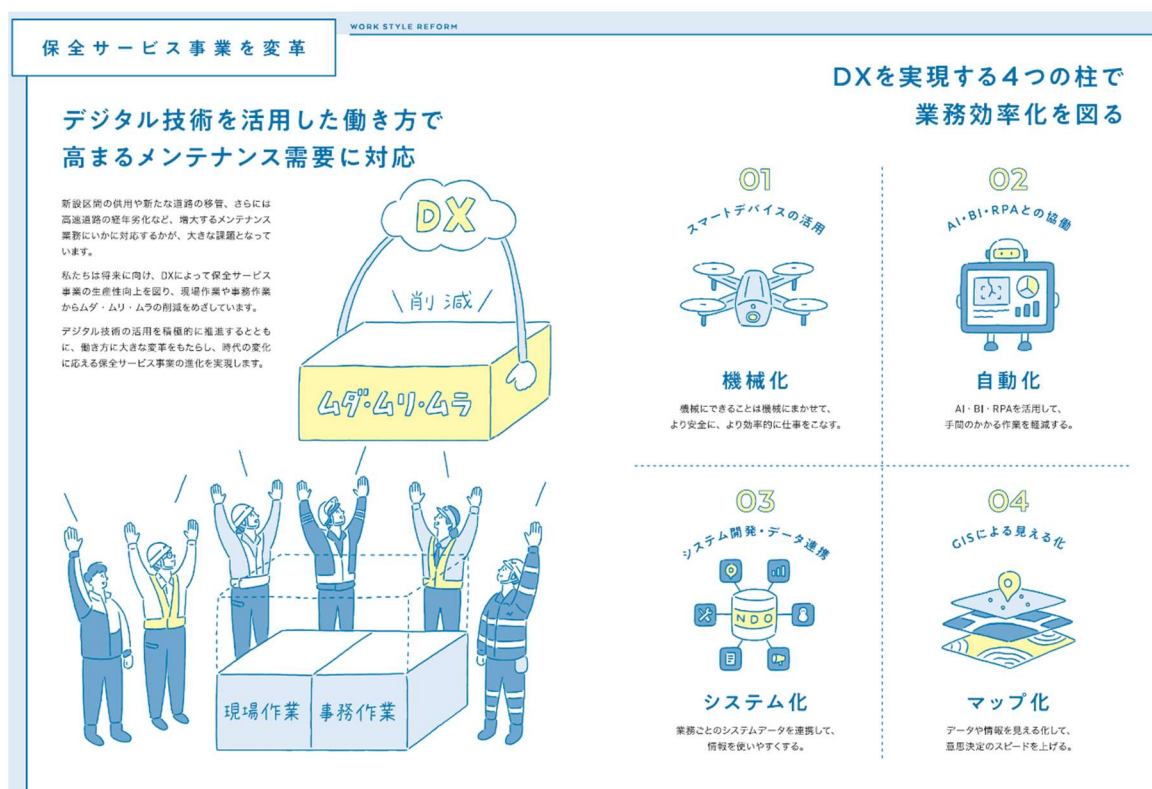 WORK STYLE REFORM
保全サービス事業を変革
デジタル技術を活用した働き方で
高まるメンテナンス需要に対応
新設区間の供用や新たな道路の移管、さらには
高速道路の経年劣化など、増大するメンテナンス
業務にいかに対応するかが、大きな課題となって
います。
私たちは将来に向け、DXによって保全サービス
事業の生産性向上を図り、現場作業や事務作業
からムダ・ムリ・ムラの削減をめざしています。
デジタル技術の活用を積極的に推進するととも
に、働き方に大きな変革をもたらし、時代の変化
に応える保全サービス事業の進化を実現します。
DX
削減
ムダ・ムリ・ムラ
現場作業
事務作業
DXを実現する4つの柱で
業務効率化を図る
01
スマートデバイスの活用
機械化
機械にできることは機械にまかせて、
より安全に、より効率的に仕事をこなす。
02
AI・BI・RPAとの協働
自動化
AI・BI・RPAを活用して、
手間のかかる作業を軽減する。
03
システム開発・データ連携
NDO
システム化
業務ごとのシステムデータを連携して、
情報を使いやすくする。
04
GISによる見える化
マップ化
データや情報を見える化して、
意思決定のスピードを上げる。